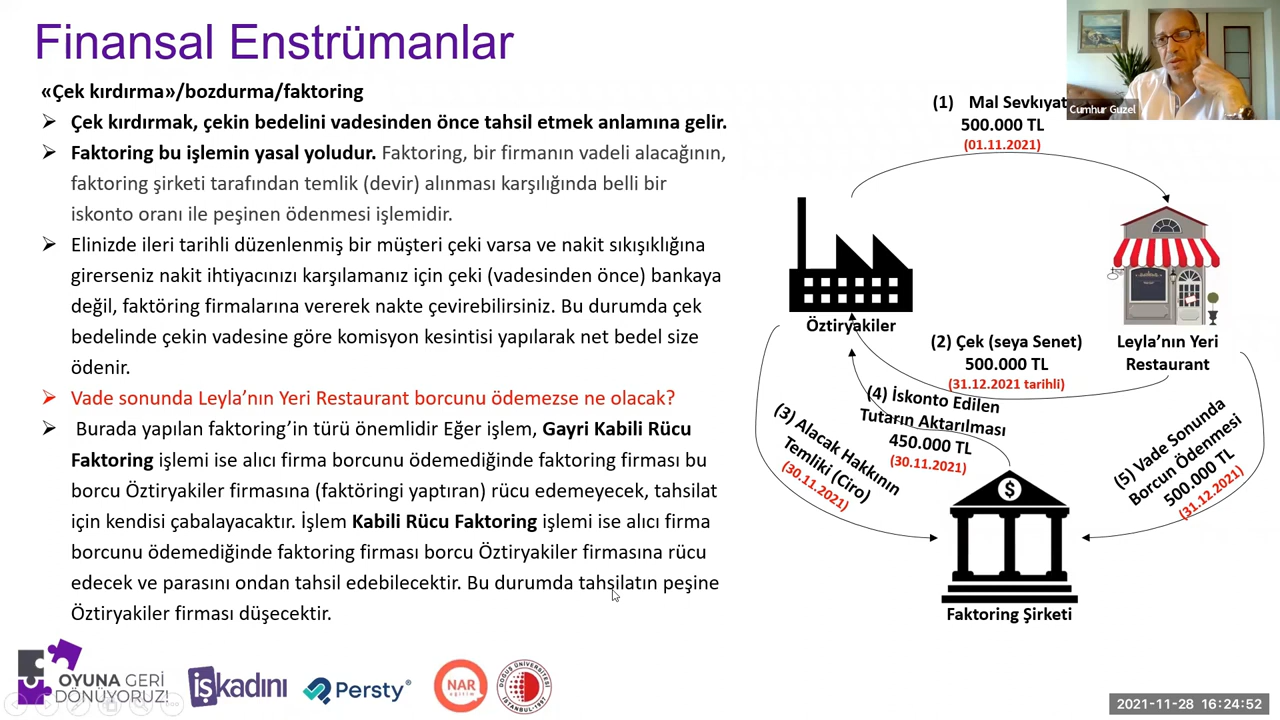 Finansal Enstrümanlar
«Çek kırdırma»/bozdurma/faktoring
Çek kırdırmak, çekin bedelini vadesinden önce tahsil etmek anlamına gelir.
Faktoring bu işlemin yasal yoludur. Faktoring, bir firmanın vadeli alacağının,
faktoring şirketi tarafından temlik (devir) alınması karşılığında belli bir
iskonto oranı ile peşinen ödenmesi işlemidir.
Elinizde ileri tarihli düzenlenmiş bir müşteri çeki varsa ve nakit sıkışıklığına
girerseniz nakit ihtiyacınızı karşılamanız için çeki (vadesinden önce) bankaya
değil, faktöring firmalarına vererek nakte çevirebilirsiniz. Bu durumda çek
bedelinde çekin vadesine göre komisyon kesintisi yapılarak net bedel size
ödenir.
Vade sonunda Leyla’nın Yeri Restaurant borcunu ödemezse ne olacak?
Burada yapılan faktoring’in türü önemlidir Eğer işlem, Gayri Kabili Rücu
Faktoring işlemi ise alıcı firma borcunu ödemediğinde faktoring firması bu
borcu Öztiryakiler firmasına (faktöringi yaptıran) rücu edemeyecek, tahsilat
için kendisi çabalayacaktır. İşlem Kabili Rücu Faktoring işlemi ise alıcı firma
borcunu ödemediğinde faktoring firması borcu Öztiryakiler firmasına rücu
edecek ve parasını ondan tahsil edebilecektir. Bu durumda tahsilatın peşine
Öztiryakiler firması düşecektir.
(1) Mal Sevkıyat
500.000 TL
(01.11.2021)
Cumhur Guzel
Öztiryakiler
Leyla’nın Yeri
Restaurant
(2) Çek (seya Senet)
500.000 TL
(31.12.2021 tarihli)
(3) Alacak Hakkının
Temliki (Ciro)
(30.11.2021)
(4) İskonto Edilen
Tutarın Aktarılması
450.000 TL
(30.11.2021)
(5) Vade Sonunda
Borcun Ödenmesi
500.000 TL
(31.12.2021)
$
Faktoring Şirketi
OYUNA GERİ
DÖNÜYORUZ!
işkadını
Persty
NAR
eğitim
DOĞUŞ ÜNİVERSİTESİ
İSTANBUL-1997
2021-11-28 16:24:52